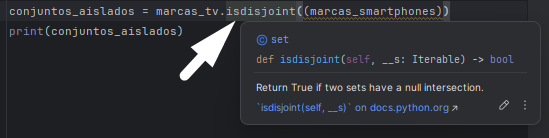 conjuntos_aislados = marcas_tv.isdisjoint((marcas_smartphones))
print(conjuntos_aislados)
set
def isdisjoint(self, __s: Iterable) -> bool
Return True if two sets have a null intersection.
`isdisjoint(self, __s)` on docs.python.org↗